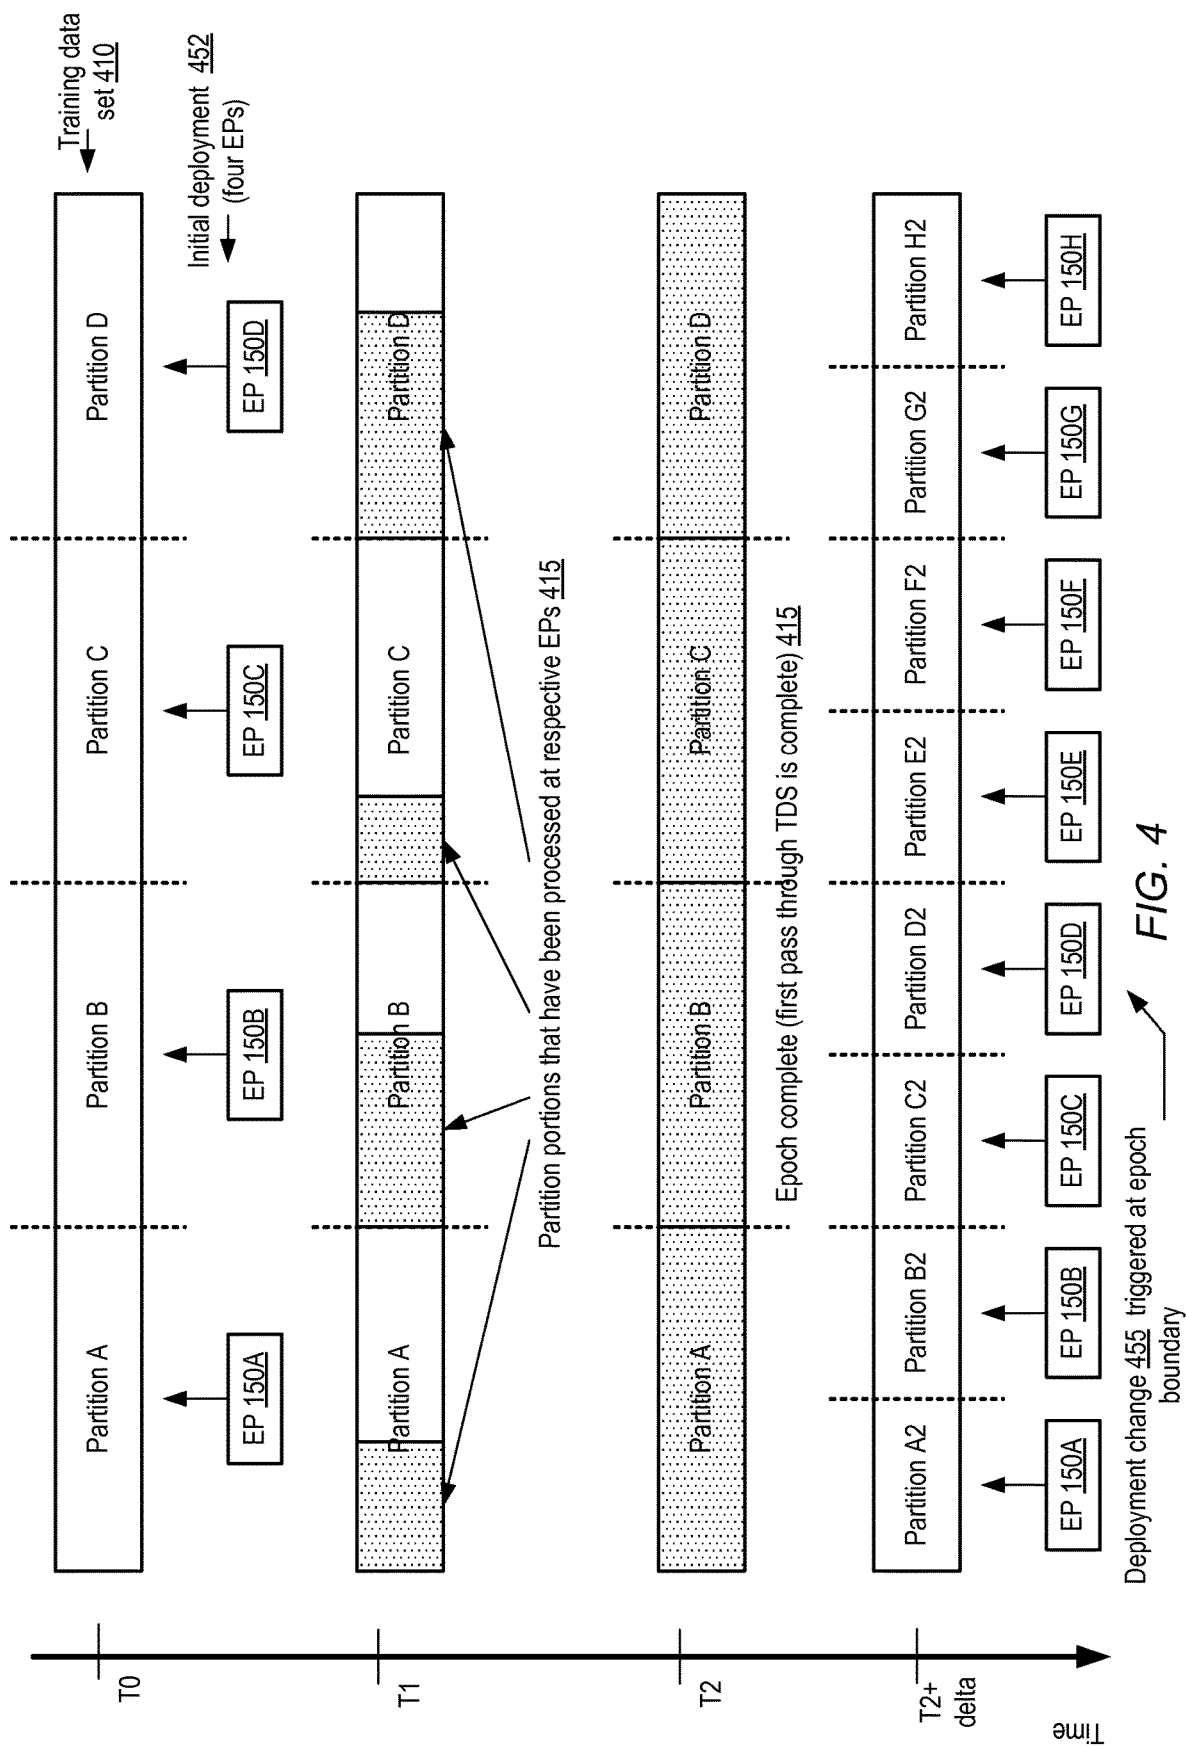 Training data
set 410
Partition A
Partition B
Partition C
Partition D
T0
Initial deployment 452
(four EPs)
EP 150A
EP 150B
EP 150C
EP 150D
Partition A
Partition B
Partition C
Partition D
T1
Partition portions that have been processed at respective EPs 415
Partition A
Partition B
Partition C
Partition D
T2
Epoch complete (first pass through TDS is complete) 415
Partition A2
Partition B2
Partition C2
Partition D2
Partition E2
Partition F2
Partition G2
Partition H2
T2+
delta
EP 150A
EP 150B
EP 150C
EP 150D
EP 150E
EP 150F
EP 150G
EP 150H
Time
Deployment change 455 triggered at epoch
boundary
FIG. 4